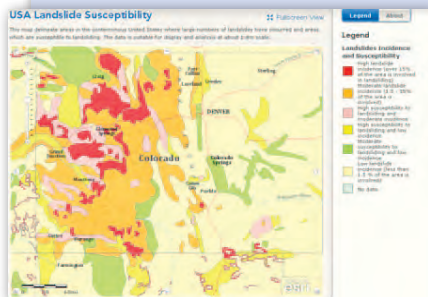 USA Landslide Susceptibility
Fullscreen View
This map delineates areas in the conterminous United States where large numbers of landslides have occurred and areas
which are susceptible to landsliding. The data is suitable for display and analysis at about
Legend
About
Legend
Landslides Incidence
and Susceptibility
High landslide
incidence (over 15%
of the area is
involved in
landsliding)
Moderate landslide
incidence (1.5 - 15%
of the area is
involved)
High susceptibility to
landsliding and
moderate incidence
High susceptibility to
landsliding and low
incidence
Moderate
susceptibility to
landsliding and low
incidence
Low landslide
incidence (less than
1.5 % of the area is
involved)
No data
Craig
Loveland
Greeley
Sterling
DENVER
Grand
Junction
Colorado
Colorado
Springs
Montrose
Pueblo
Durango
Farmington
esri